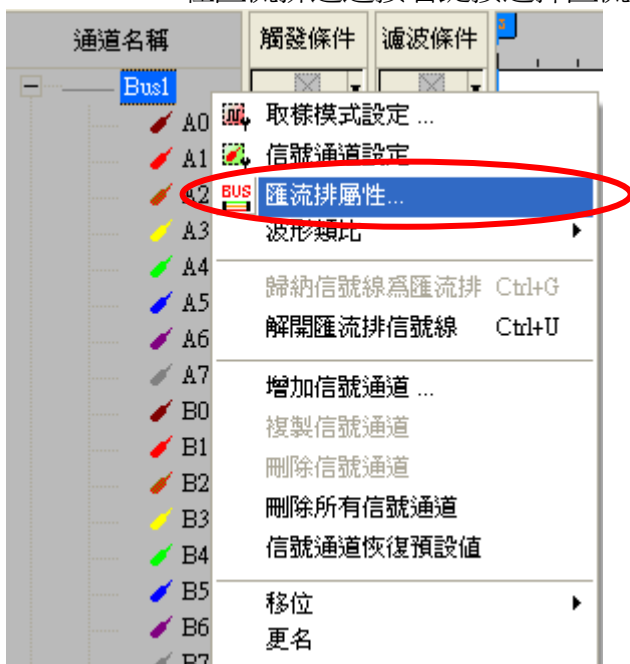 通道名稱 觸發條件 濾波條件
Bus1
A0 取樣模式設定 ...
A1 信號通道設定
A2 BUS 匯流排屬性...
A3 波形類比
A4
歸納信號線爲匯流排 Ctrl+G
A5
A6 解開匯流排信號線 Ctrl+U
A7 增加信號通道 ...
B0
複製信號通道
B1
刪除信號通道
B2
B3 刪除所有信號通道
B4 信號通道恢復預設值
B5
移位
B6
更名
B7